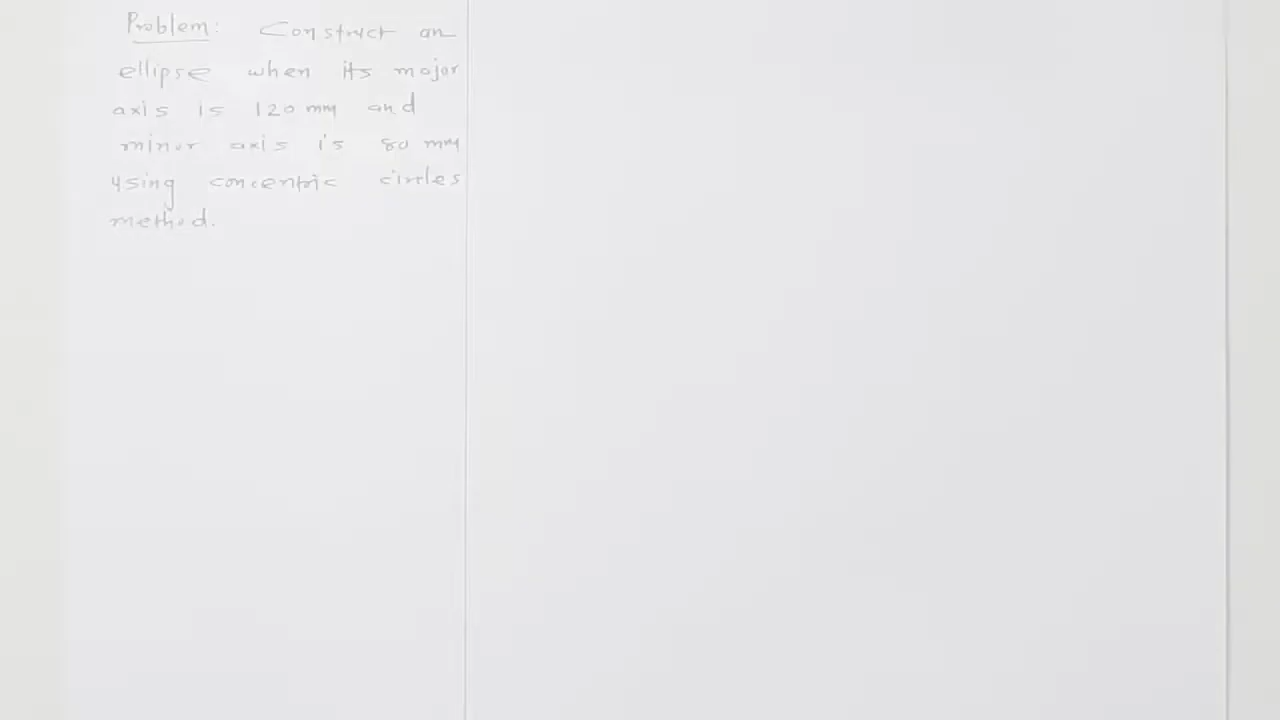 Problem: Construct an
ellipse when its major
axis is 120 mm and
minor axis is 80 mm
using concentric circles
method.